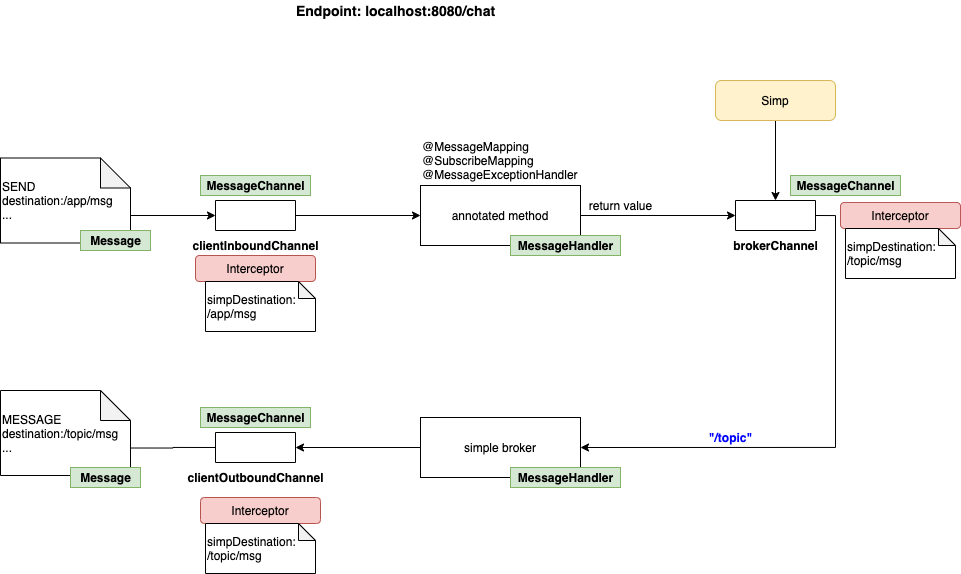 Endpoint: localhost:8080/chat
Simp
@MessageMapping
@SubscribeMapping
@MessageExceptionHandler
SEND
destination:/app/msg
...
Message
MessageChannel
clientInboundChannel
Interceptor
simpDestination:
/app/msg
annotated method
MessageHandler
return value
MessageChannel
brokerChannel
Interceptor
simpDestination:
/topic/msg
MESSAGE
destination:/topic/msg
...
Message
MessageChannel
clientOutboundChannel
Interceptor
simpDestination:
/topic/msg
simple broker
MessageHandler
"/topic"